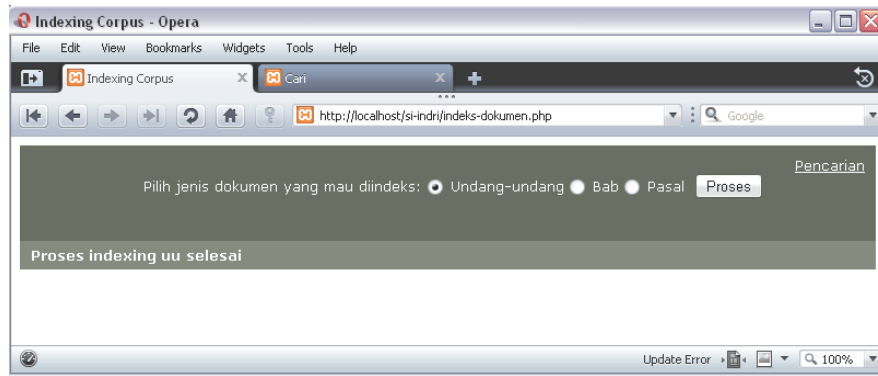 Indexing Corpus - Opera
File Edit View Bookmarks Widgets Tools Help
Indexing Corpus Cari
http://localhost/si-indri/indeks-dokumen.php Google
Pencarian
Pilih jenis dokumen yang mau diindeks: Undang-undang Bab Pasal Proses
Proses indexing uu selesai
Update Error 100%